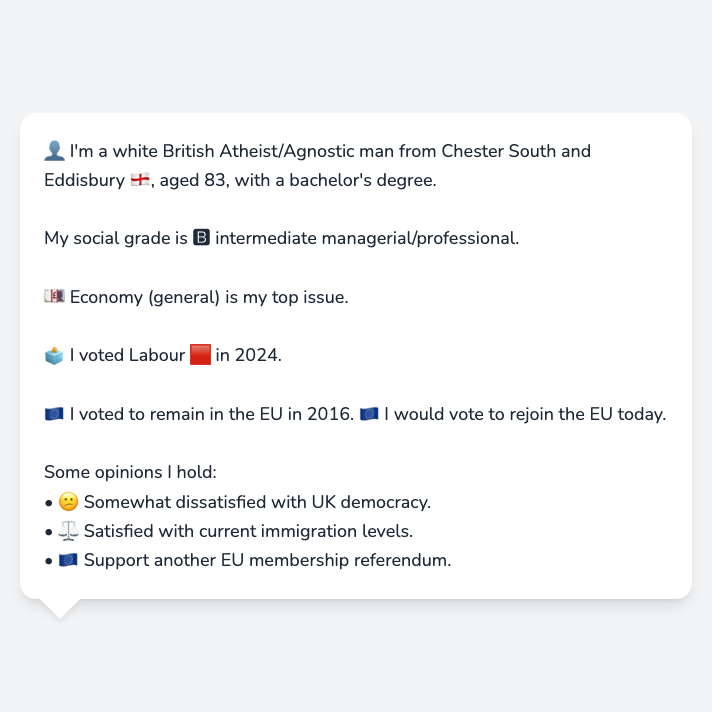 👤 I'm a white British Atheist/Agnostic man from Chester South and
Eddisbury 🏴󠁧󠁢󠁥󠁮󠁧󠁿, aged 83, with a bachelor's degree.
My social grade is 🅱 intermediate managerial/professional.
💷 Economy (general) is my top issue.
🗳️ I voted Labour 🟥 in 2024.
🇪🇺 I voted to remain in the EU in 2016. 🇪🇺 I would vote to rejoin the EU today.
Some opinions I hold:
• 🙁 Somewhat dissatisfied with UK democracy.
• ⚖️ Satisfied with current immigration levels.
• 🇪🇺 Support another EU membership referendum.